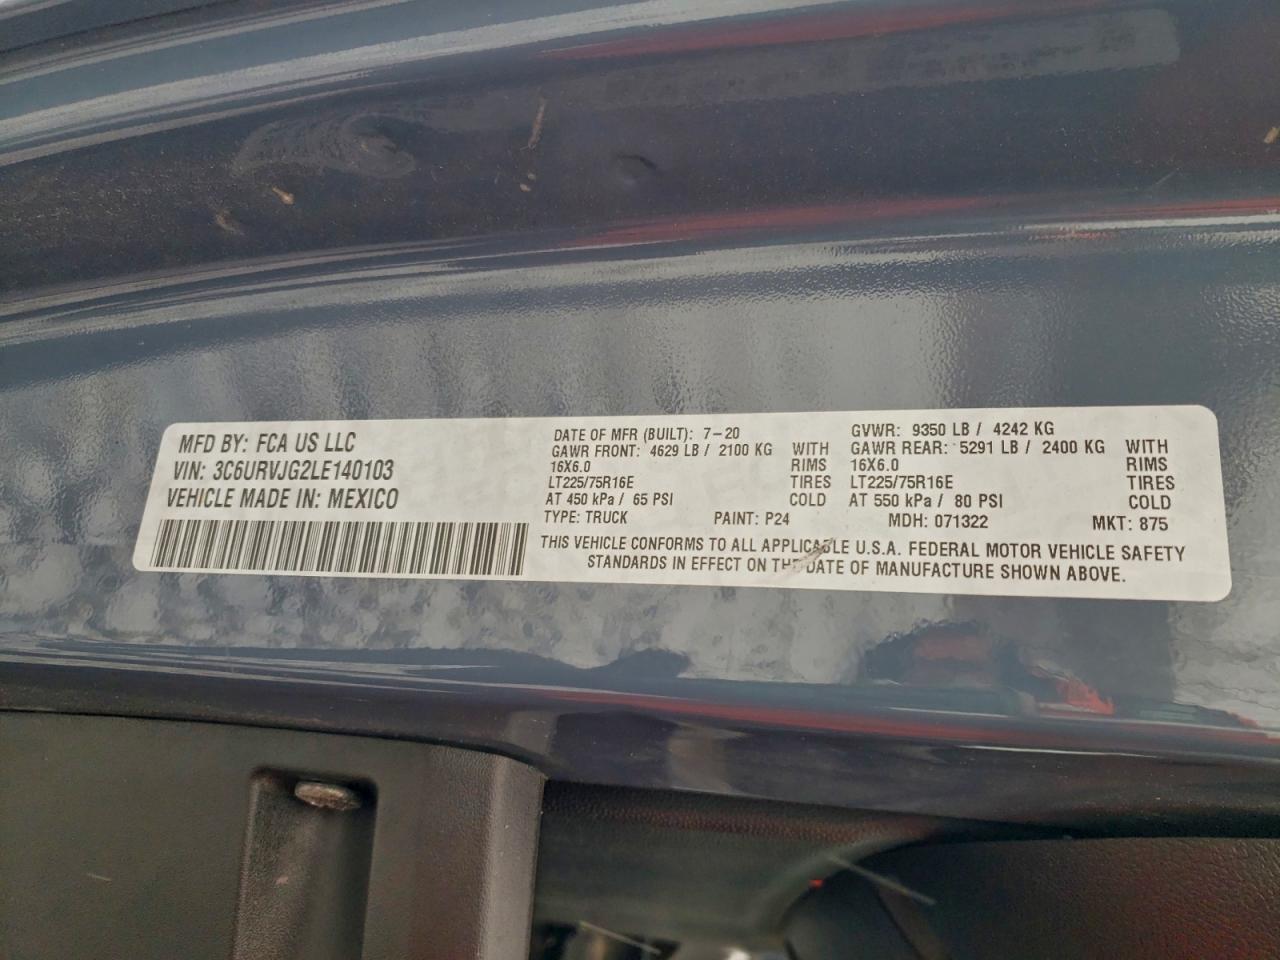 MFD BY: FCA US LLC
VIN: 3C6URVJG2LE140103
VEHICLE MADE IN: MEXICO
DATE OF MFR (BUILT): 7-20
GAWR FRONT: 4629 LB / 2100 KG WITH
16X6.0 RIMS
LT225/75R16E TIRES
AT 450 kPa / 65 PSI COLD
TYPE: TRUCK PAINT: P24
GVWR: 9350 LB / 4242 KG
GAWR REAR: 5291 LB / 2400 KG WITH
16X6.0 RIMS
LT225/75R16E TIRES
AT 550 kPa / 80 PSI COLD
MDH: 071322 MKT: 875
THIS VEHICLE CONFORMS TO ALL APPLICABLE U.S.A. FEDERAL MOTOR VEHICLE SAFETY
STANDARDS IN EFFECT ON THE DATE OF MANUFACTURE SHOWN ABOVE.